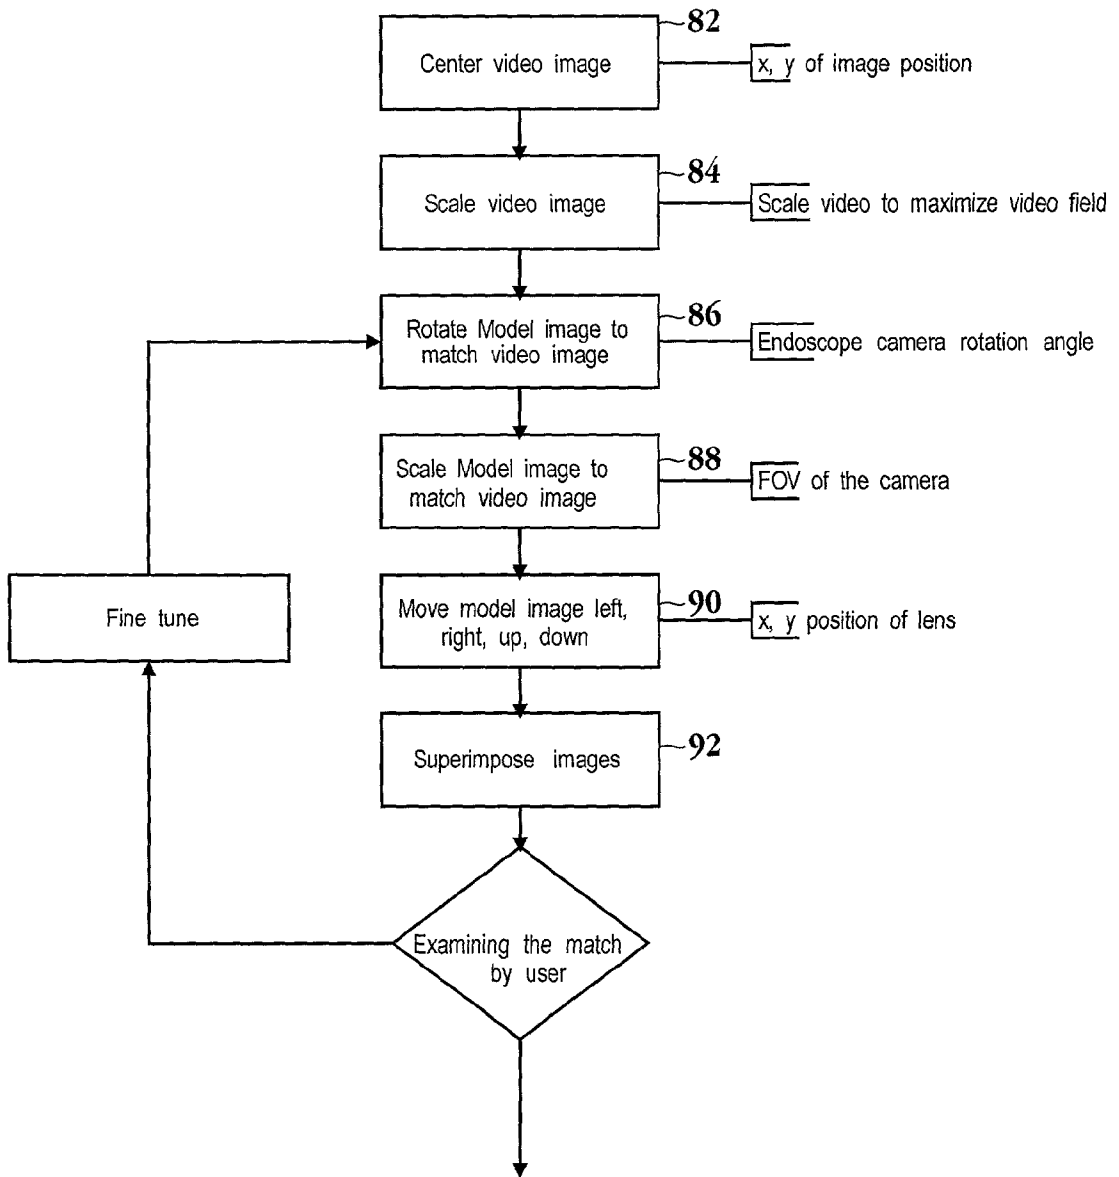 82
Center video image
x, y of image position
84
Scale video image
Scale video to maximize video field
86
Rotate Model image to
match video image
Endoscope camera rotation angle
88
Scale Model image to
match video image
FOV of the camera
90
Move model image left,
right, up, down
x, y position of lens
Fine tune
92
Superimpose images
Examining the match
by user